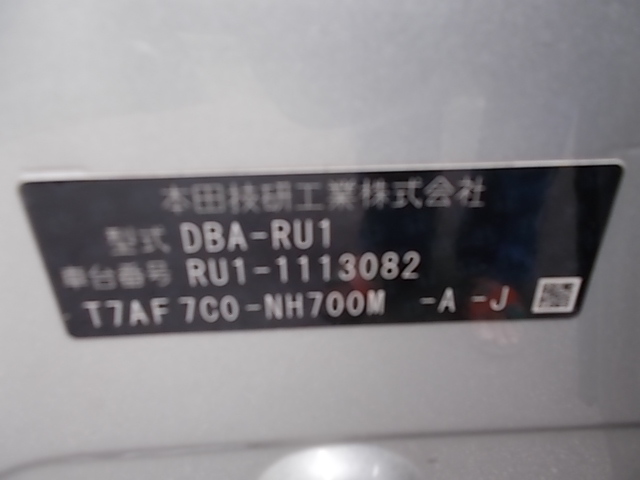 本田技研工業株式会社
型式 DBA-RU1
車台番号 RU1-1113082
T7AF7C0-NH700M -A -J